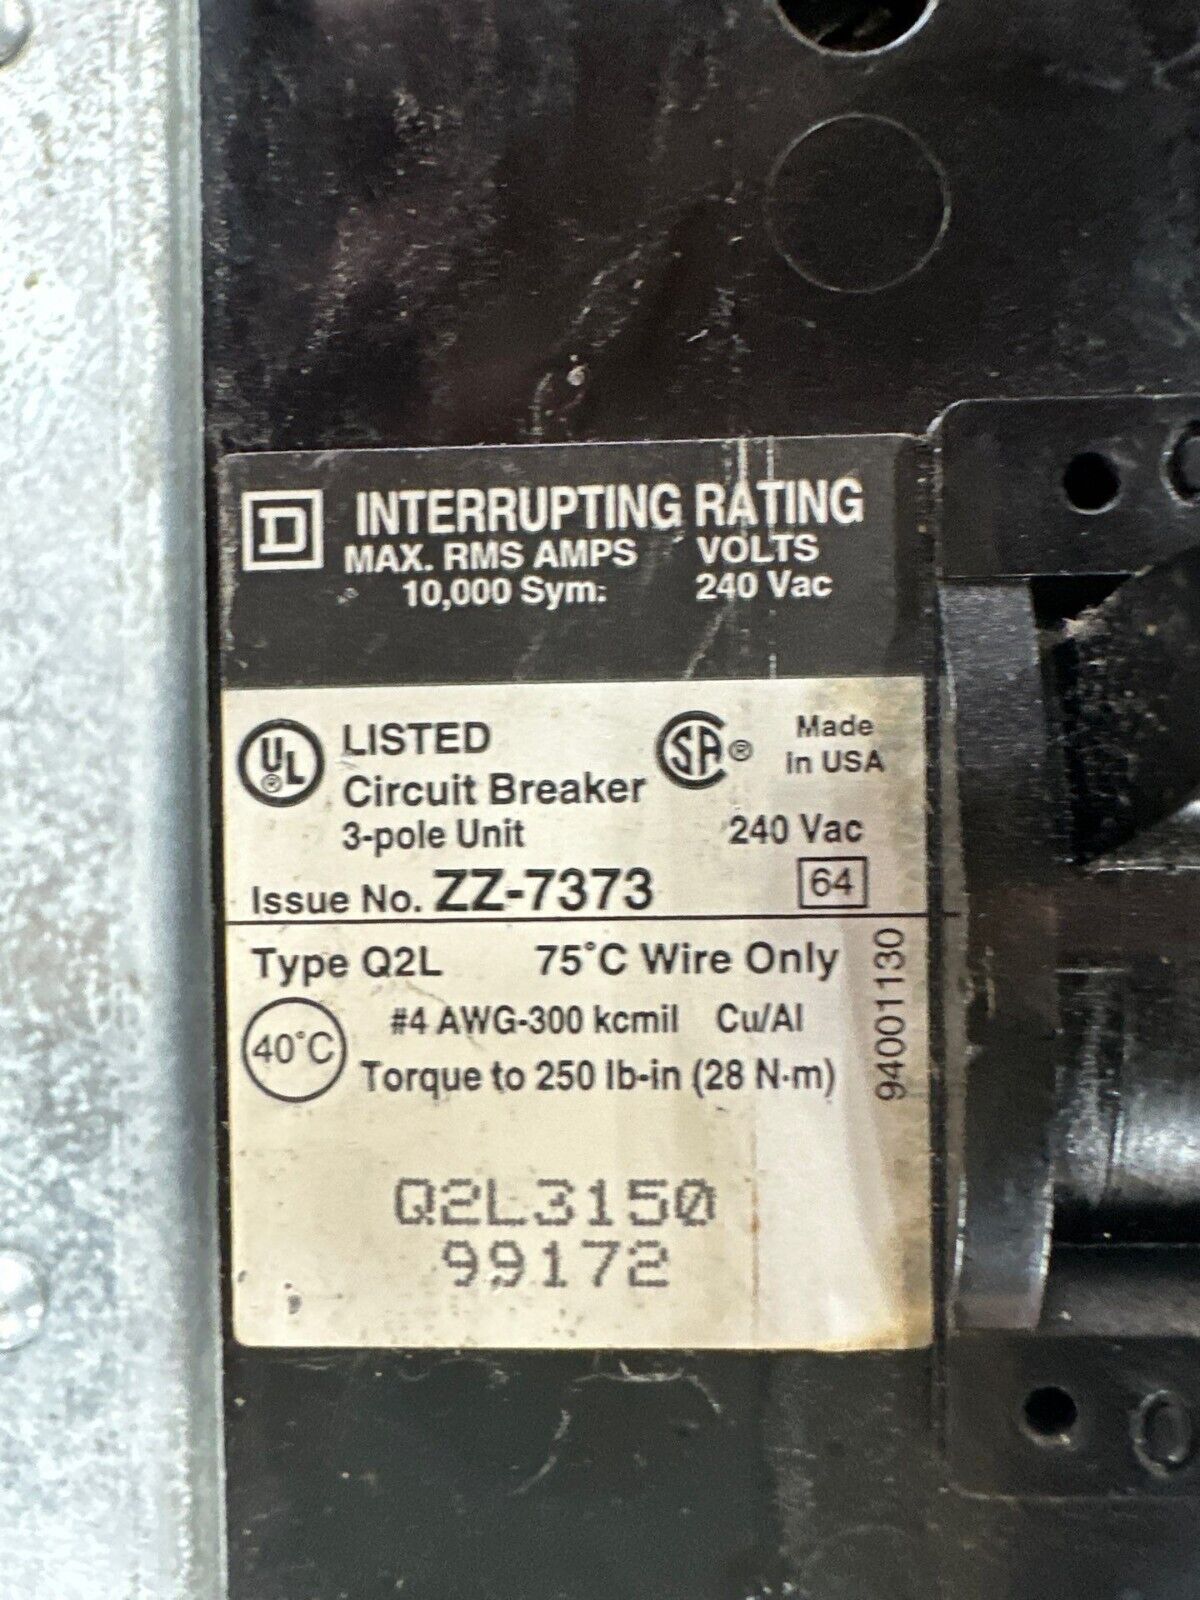 D INTERRUPTING RATING
MAX. RMS AMPS VOLTS
10,000 Sym. 240 Vac
UL® LISTED
Circuit Breaker
3-pole Unit
SA® Made
In USA
240 Vac
Issue No. ZZ-7373 64
Type Q2L 75°C Wire Only
40°C #4 AWG-300 kcmil Cu/Al
Torque to 250 lb-in (28 N·m)
94001130
Q2L3150
99172
O